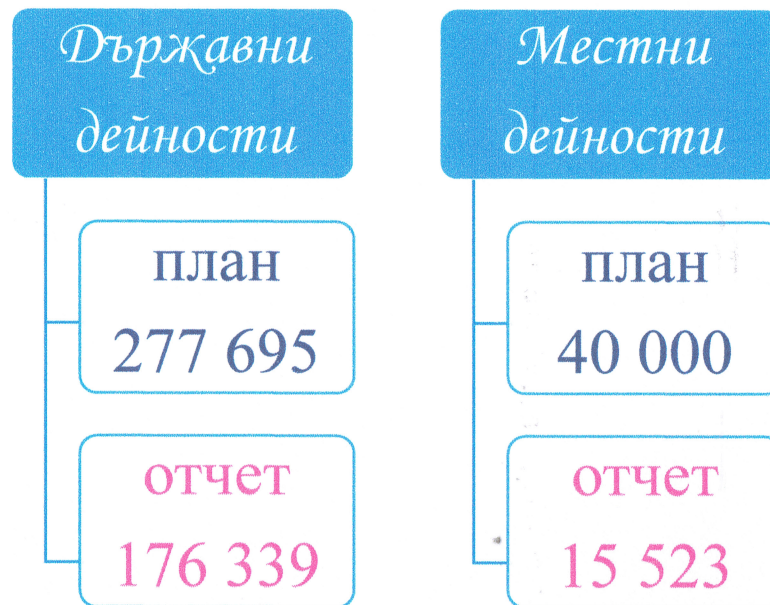 Държавни
дейности
план
277 695
отчет
176 339
Местни
дейности
план
40 000
отчет
15 523